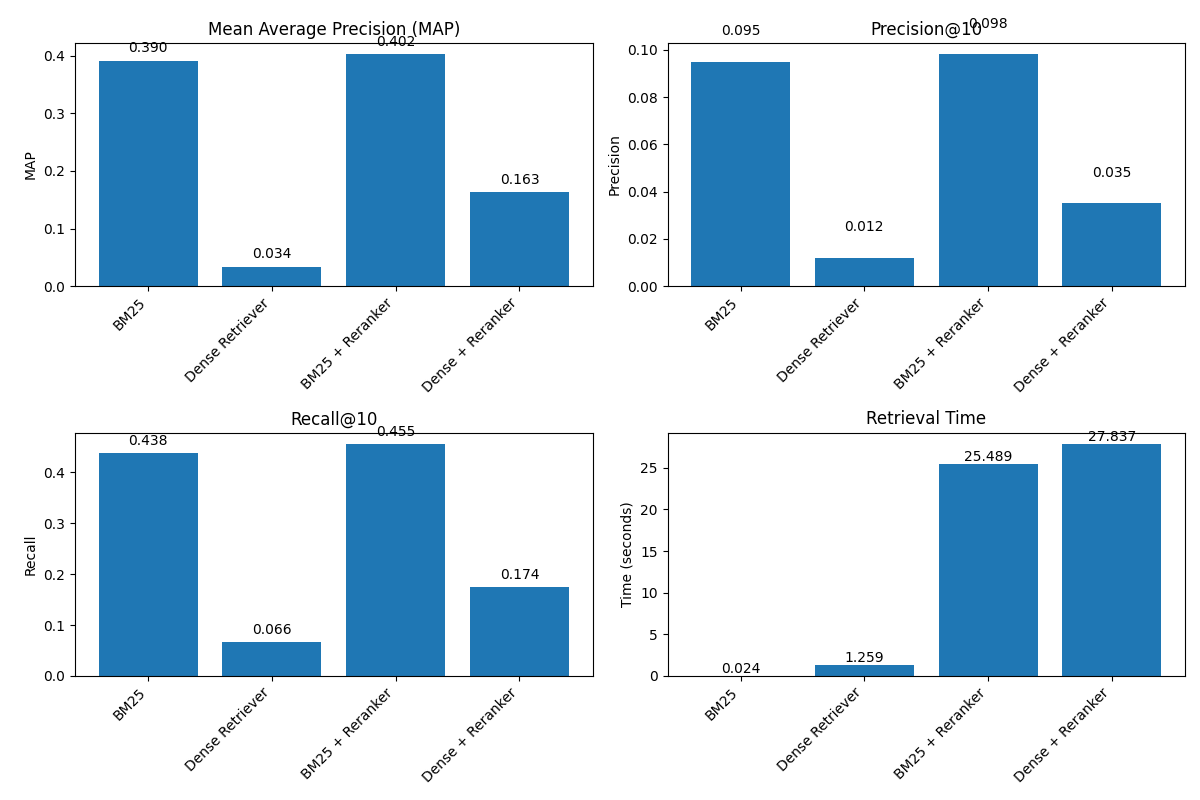 Mean Average Precision (MAP)
0.390
0.034
0.402
0.163
0.4
0.3
0.2
0.1
0.0
MAP
BM25
Dense Retriever
BM25 + Reranker
Dense + Reranker
Precision@10
0.095
0.012
0.098
0.035
0.10
0.08
0.06
0.04
0.02
0.00
Precision
BM25
Dense Retriever
BM25 + Reranker
Dense + Reranker
Recall@10
0.438
0.066
0.455
0.174
0.4
0.3
0.2
0.1
0.0
Recall
BM25
Dense Retriever
BM25 + Reranker
Dense + Reranker
Retrieval Time
0.024
1.259
25.489
27.837
25
20
15
10
5
0
Time (seconds)
BM25
Dense Retriever
BM25 + Reranker
Dense + Reranker